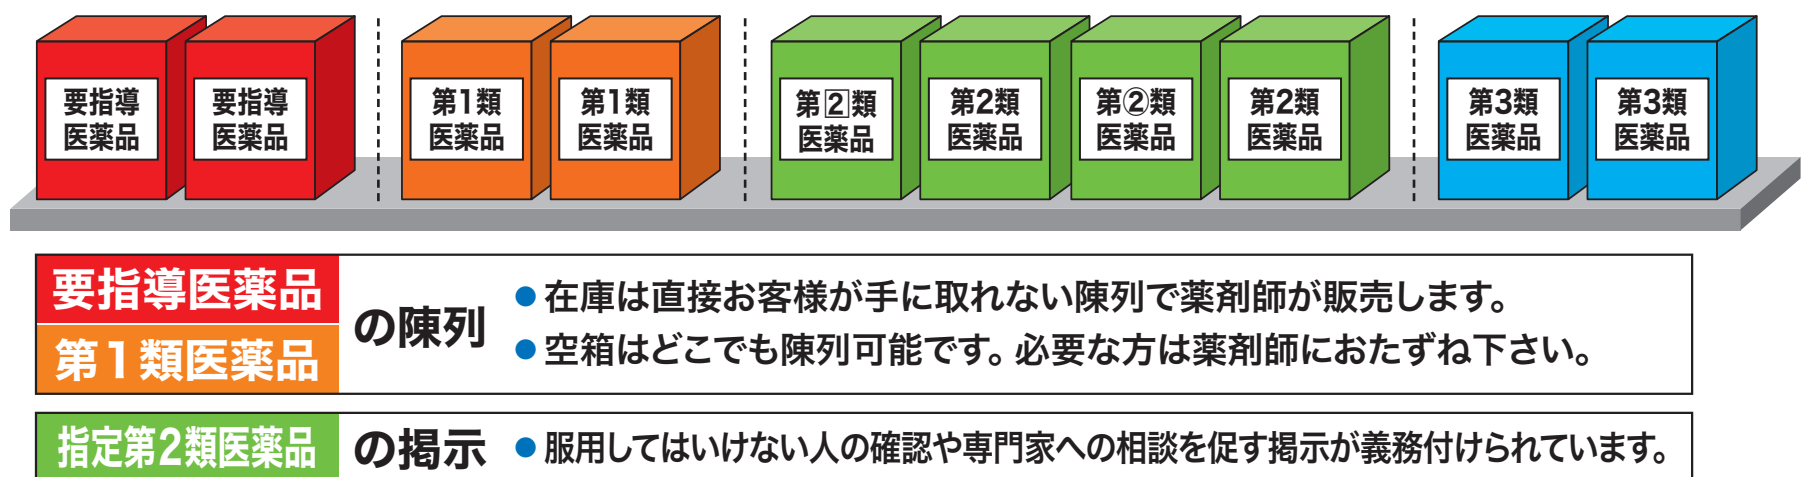 要指導
医薬品
要指導
医薬品
第1類
医薬品
第1類
医薬品
第2類
医薬品
第2類
医薬品
第②類
医薬品
第2類
医薬品
第3類
医薬品
第3類
医薬品
要指導医薬品
第1類医薬品
の陳列
●在庫は直接お客様が手に取れない陳列で薬剤師が販売します。
●空箱はどこでも陳列可能です。必要な方は薬剤師におたずね下さい。
指定第2類医薬品 の掲示 ●服用してはいけない人の確認や専門家への相談を促す掲示が義務付けられています。